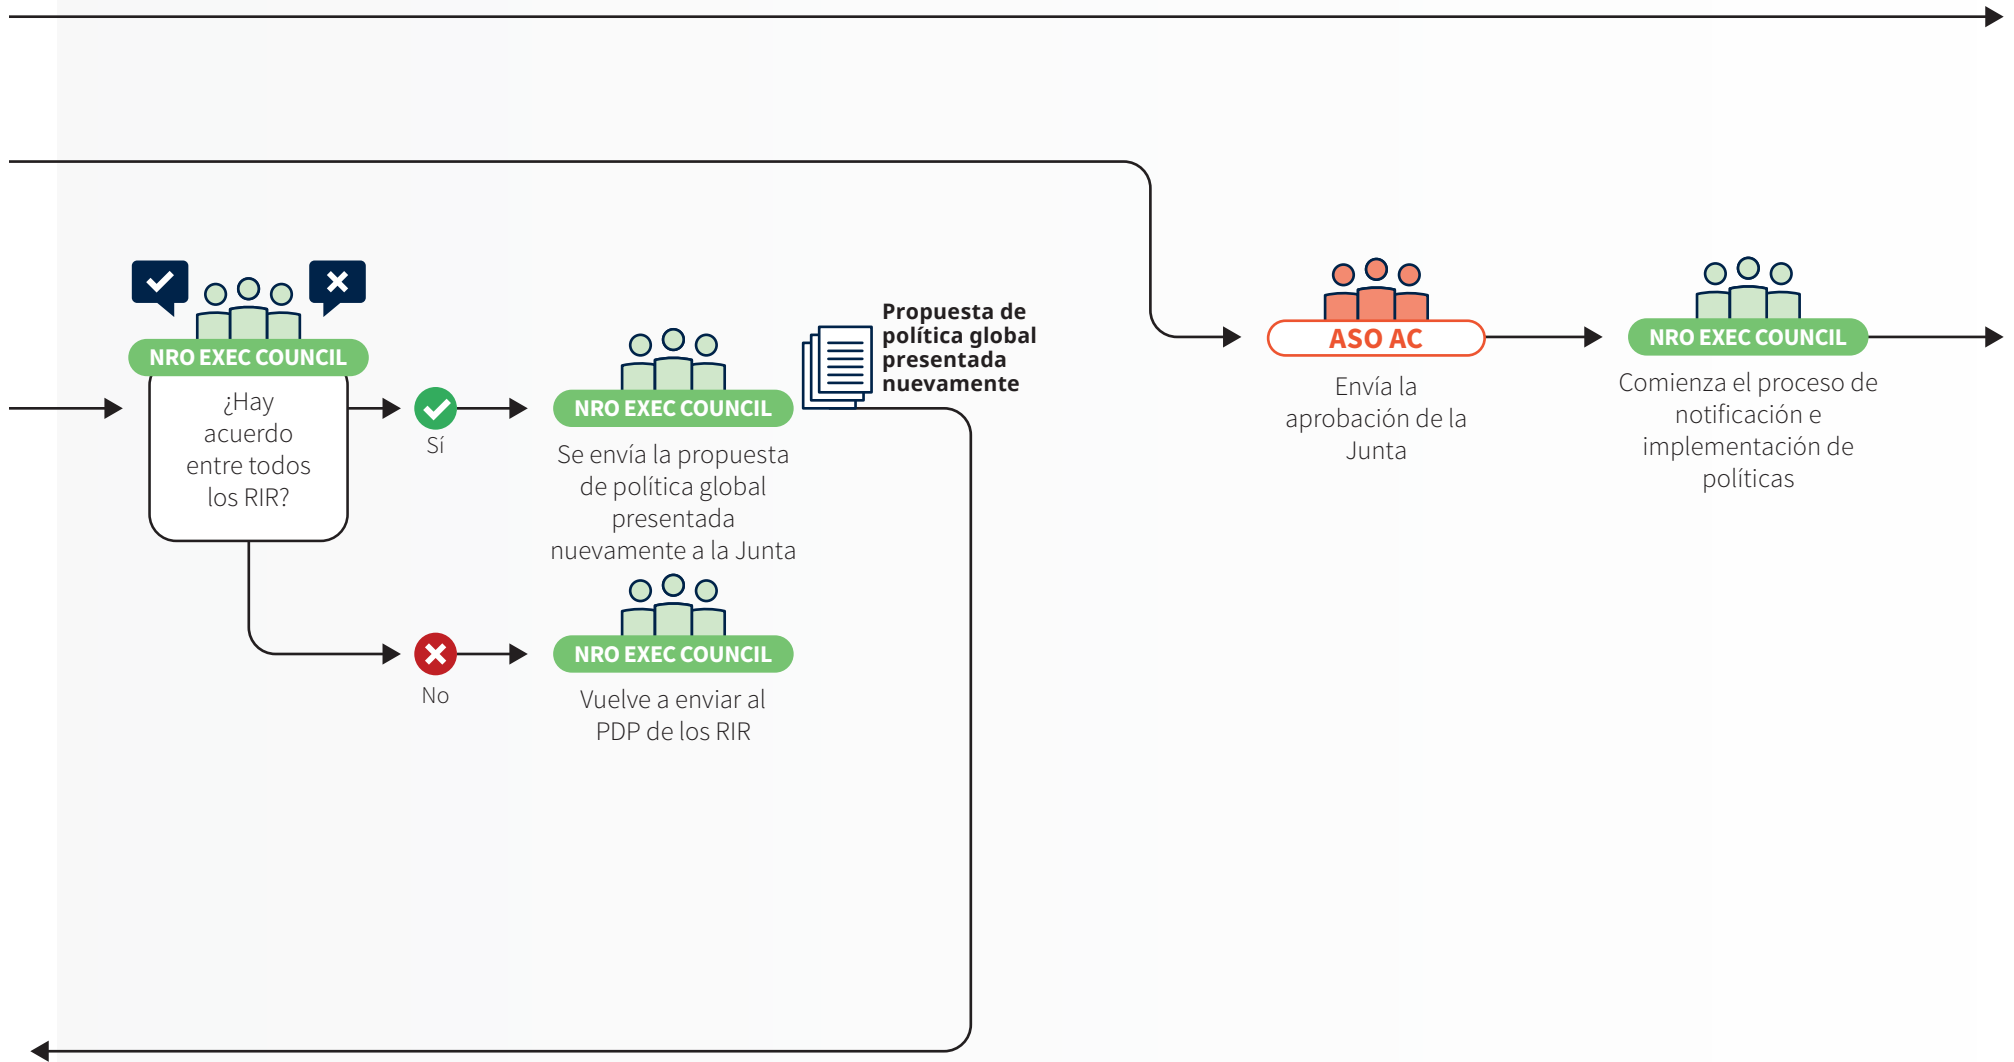 NRO EXEC COUNCIL
¿Hay
acuerdo
entre todos
los RIR?
Sí
No
NRO EXEC COUNCIL
Se envía la propuesta
de política global
presentada
nuevamente a la Junta
Propuesta de
política global
presentada
nuevamente
NRO EXEC COUNCIL
Vuelve a enviar al
PDP de los RIR
ASO AC
Envía la
aprobación de la
Junta
NRO EXEC COUNCIL
Comienza el proceso de
notificación e
implementación de
políticas